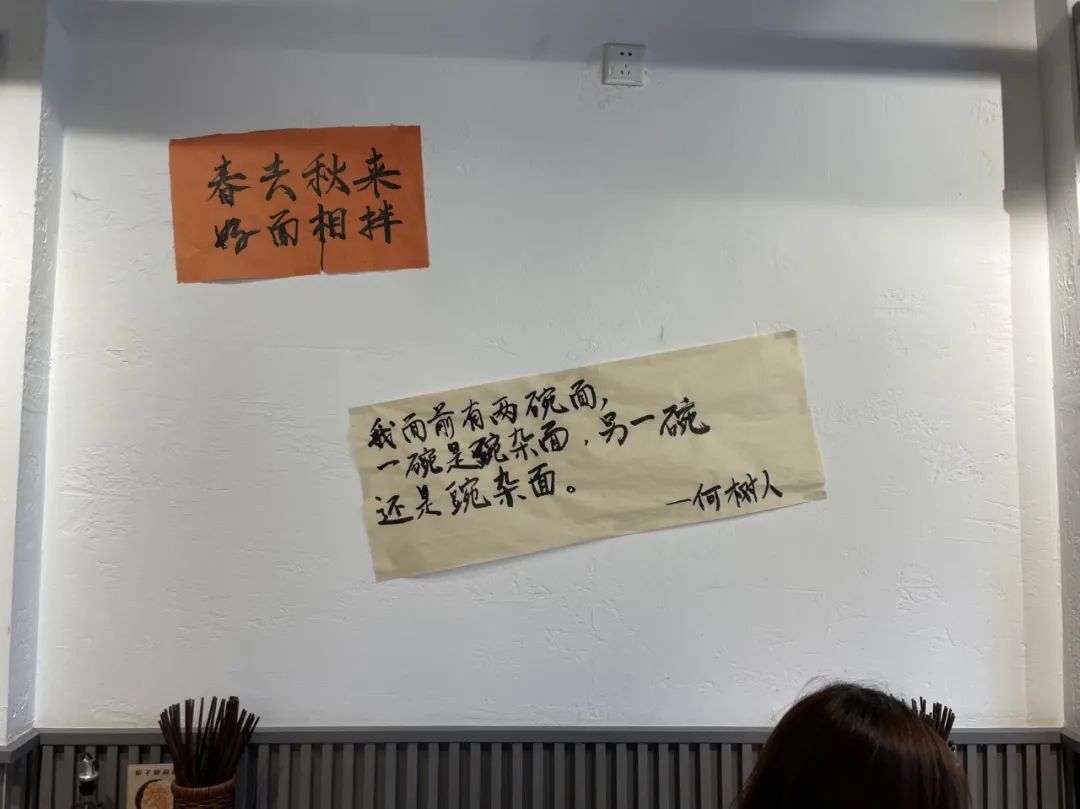 春去秋来
好面相拌
我面前有两碗面,
一碗是豌杂面,另一碗
还是豌杂面。
—何树人